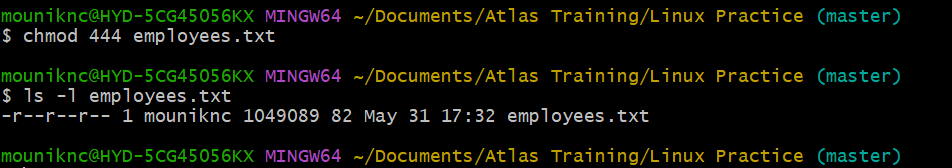 mouniknc@HYD-5CG45056KX MINGW64 ~/Documents/Atlas Training/Linux Practice (master)
$ chmod 444 employees.txt
mouniknc@HYD-5CG45056KX MINGW64 ~/Documents/Atlas Training/Linux Practice (master)
$ ls -l employees.txt
-r--r--r-- 1 mouniknc 1049089 82 May 31 17:32 employees.txt
mouniknc@HYD-5CG45056KX MINGW64 ~/Documents/Atlas Training/Linux Practice (master)